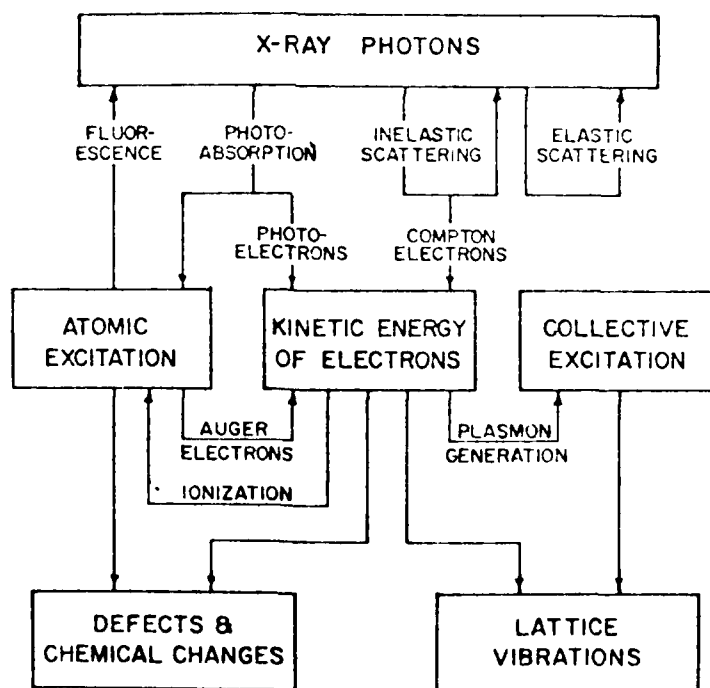 X-RAY PHOTONS
FLUOR-
ESCENCE
PHOTO-
ABSORPTION
INELASTIC
SCATTERING
ELASTIC
SCATTERING
PHOTO-
ELECTRONS
COMPTON
ELECTRONS
ATOMIC
EXCITATION
KINETIC ENERGY
OF ELECTRONS
COLLECTIVE
EXCITATION
AUGER
ELECTRONS
PLASMON
GENERATION
IONIZATION
DEFECTS &
CHEMICAL CHANGES
LATTICE
VIBRATIONS